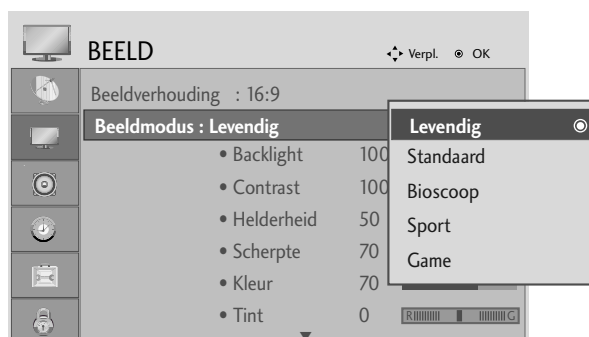 BEELD
Verpl. OK
Beeldverhouding : 16:9
Beeldmodus : Levendig
• Backlight 100
• Contrast 100
• Helderheid 50
• Scherpte 70
• Kleur 70
• Tint 0 R G
Levendig
Standaard
Bioscoop
Sport
Game